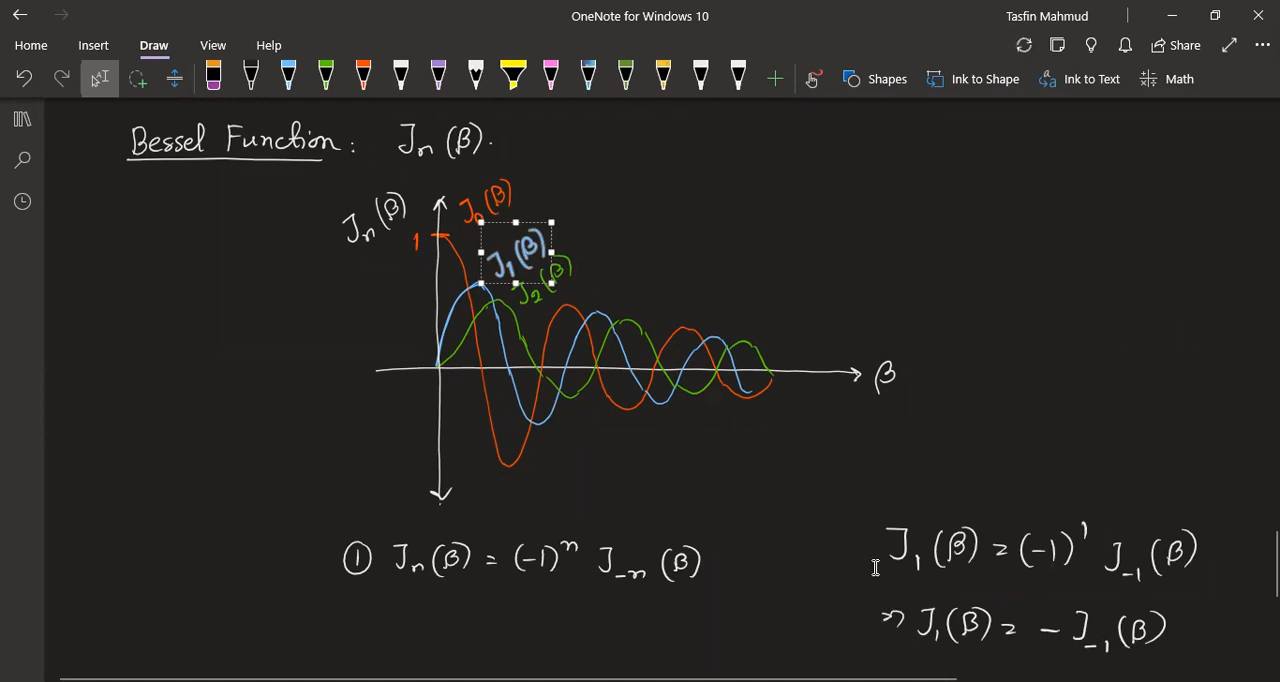 OneNote for Windows 10
Tasfin Mahmud
Home Insert Draw View Help
Share
Shapes Ink to Shape Ink to Text Math
Bessel Function : Jn (β).
Jn(β)
J0(β)
1
J1(β)
J2(β)
β
① Jn(β) = (-1)^n J-n (β)
J1(β) = (-1)^1 J-1(β)
⇒ J1(β) = - J-1(β)